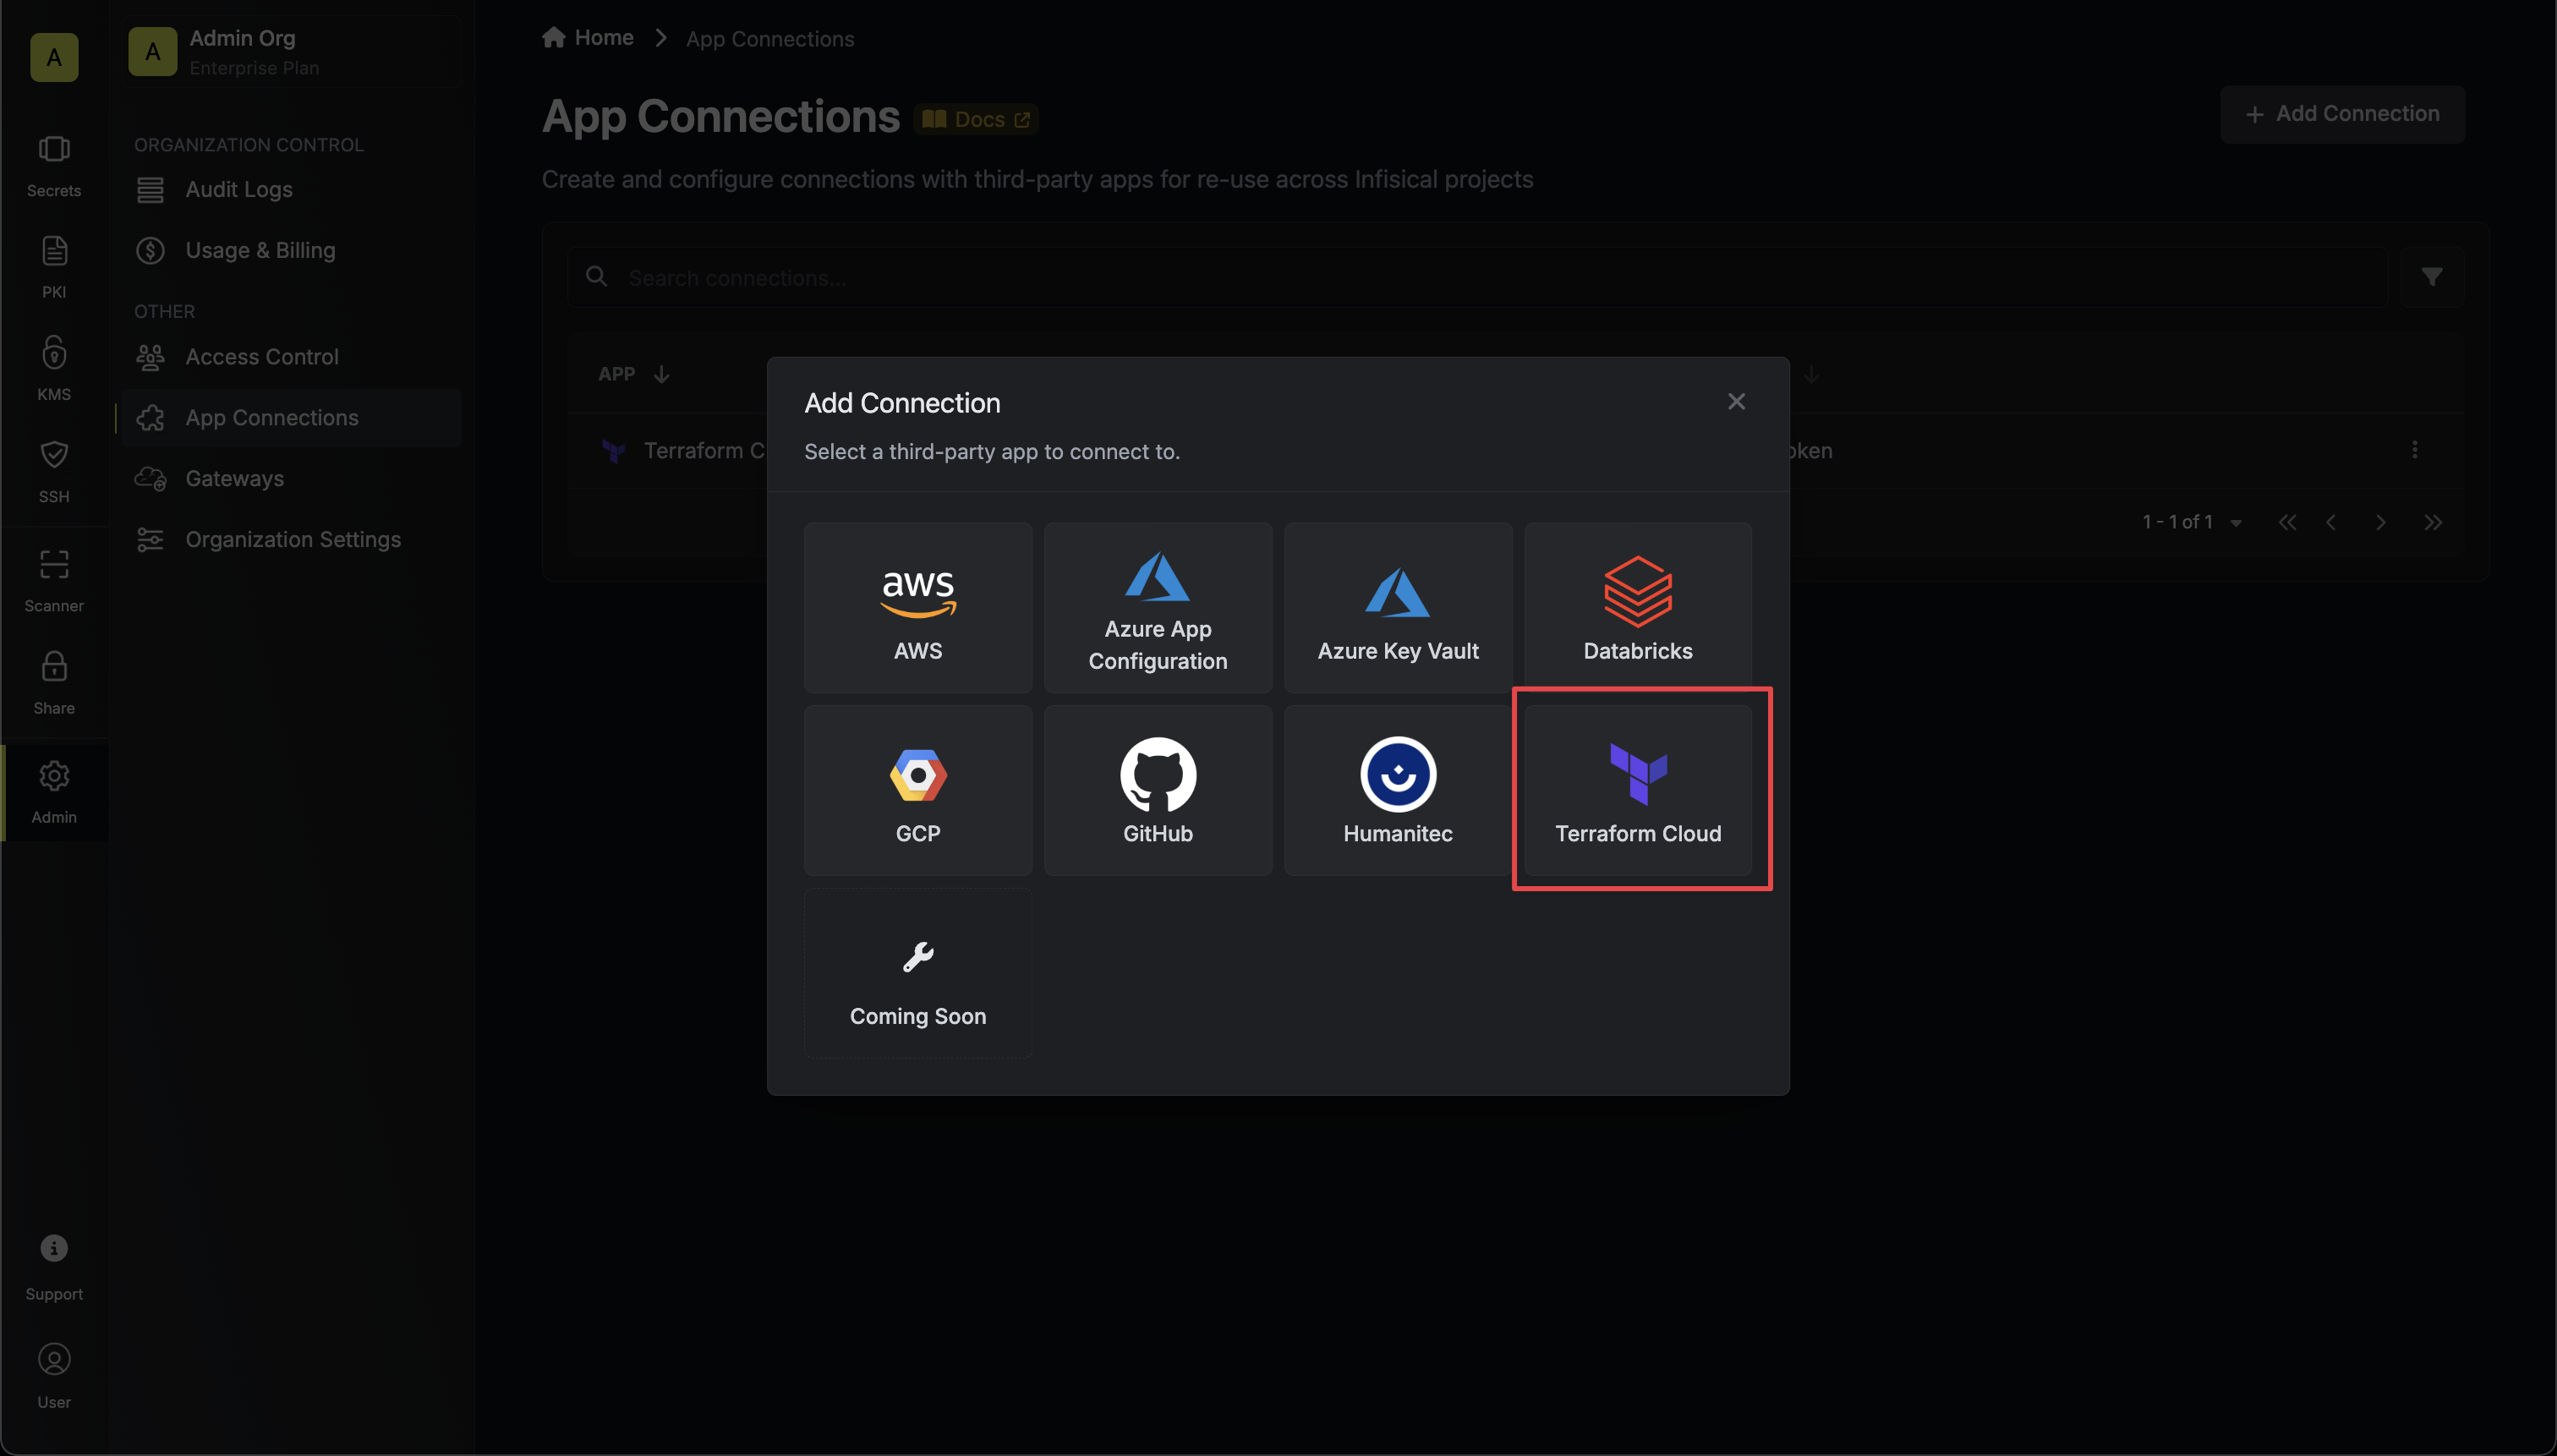 A
Secrets
PKI
KMS
SSH
Scanner
Share
Admin
Support
User
A
Admin Org
Enterprise Plan
ORGANIZATION CONTROL
Audit Logs
Usage & Billing
OTHER
Access Control
App Connections
Gateways
Organization Settings
Home
App Connections
App Connections
Docs
Add Connection
Create and configure connections with third-party apps for re-use across Infisical projects
Search connections...
APP
Terraform C
oken
1 - 1 of 1
Add Connection
Select a third-party app to connect to.
aws
AWS
Azure App
Configuration
Azure Key Vault
Databricks
GCP
GitHub
Humanitec
Terraform Cloud
Coming Soon